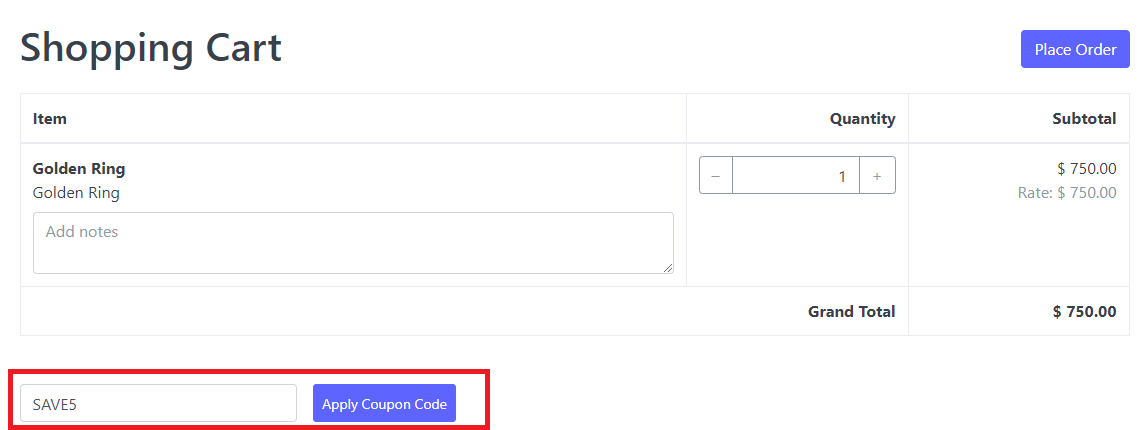 Shopping Cart
Place Order
Item Quantity Subtotal
Golden Ring
Golden Ring
Add notes
− 1 +
$ 750.00
Rate: $ 750.00
Grand Total $ 750.00
SAVE5 Apply Coupon Code